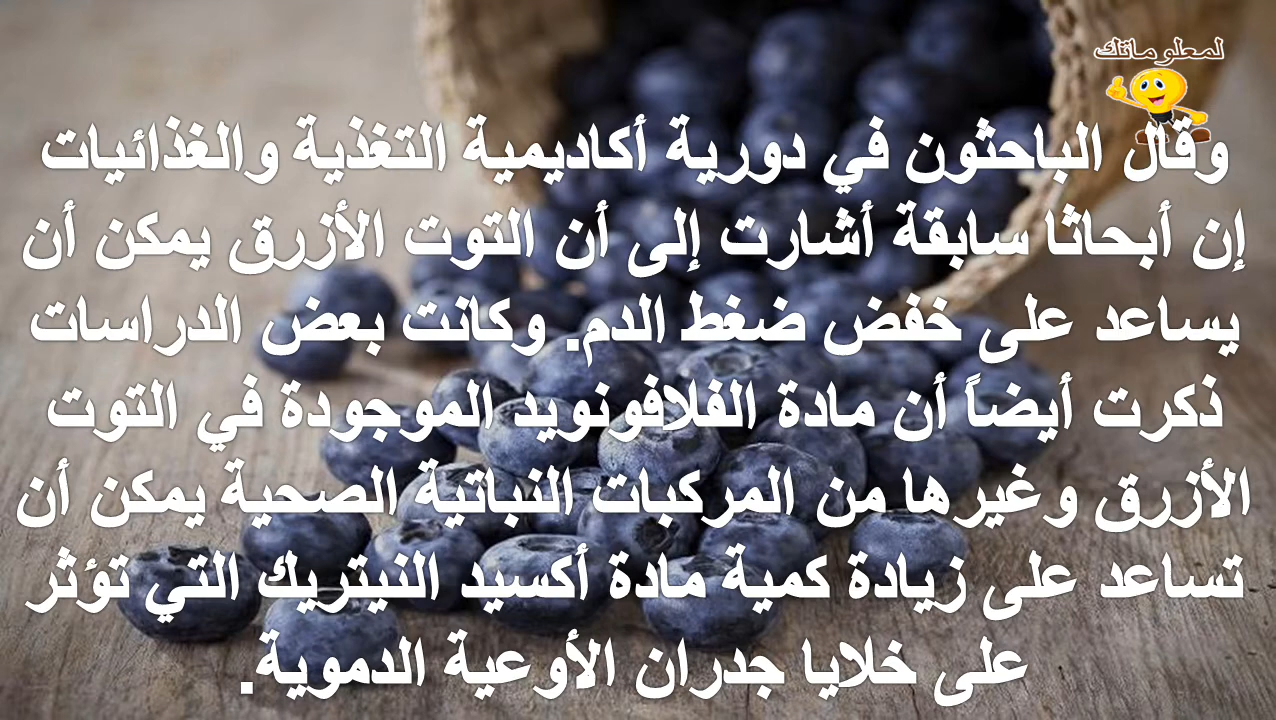 لمعلوماتك
وقال الباحثون في دورية أكاديمية التغذية والغذائيات
إن أبحاثا سابقة أشارت إلى أن التوت الأزرق يمكن أن
يساعد على خفض ضغط الدم. وكانت بعض الدراسات
ذكرت أيضاً أن مادة الفلافونويد الموجودة في التوت
الأزرق وغيرها من المركبات النباتية الصحية يمكن أن
تساعد على زيادة كمية مادة أكسيد النيتريك التي تؤثر
على خلايا جدران الأوعية الدموية.